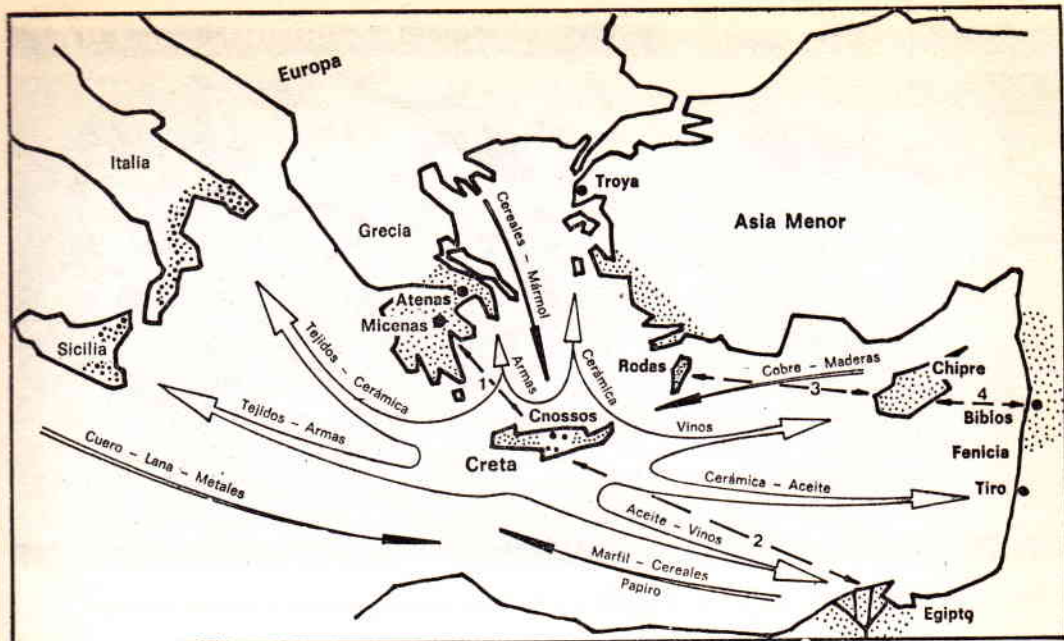 Europa
Italia
Troya
Cereales - Mármol
Asia Menor
Grecia
Atenas
Micenas
Sicilia
Tejidos - Cerámica
1
Armas
Cerámica
Rodas
Cobre - Maderas
3
Chipre
4
Biblos
Cnossos
Vinos
Tejidos - Armas
Creta
Fenicia
Cuero - Lana - Metales
Cerámica - Aceite
Tiro
Aceite - Vinos
2
Marfil - Cereales
Papiro
Egipto